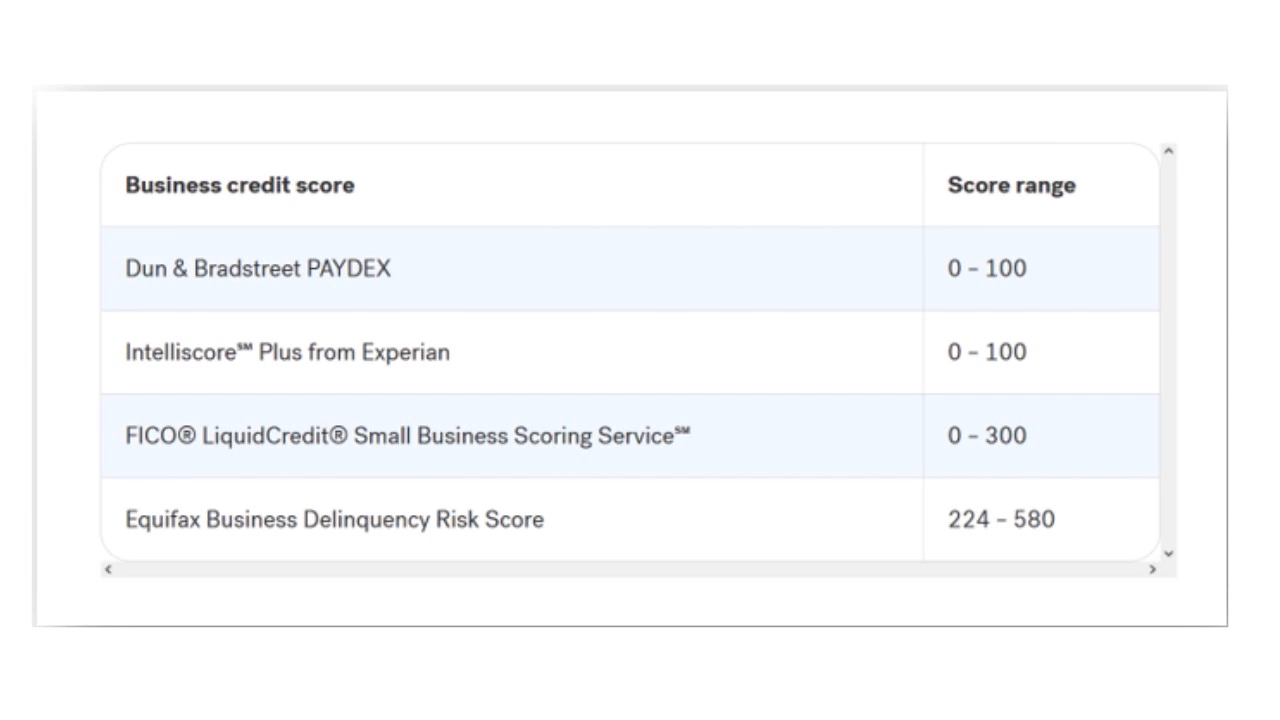 Business credit score Score range
Dun & Bradstreet PAYDEX 0 – 100
Intelliscore℠ Plus from Experian 0 – 100
FICO® LiquidCredit® Small Business Scoring Service℠ 0 – 300
Equifax Business Delinquency Risk Score 224 – 580